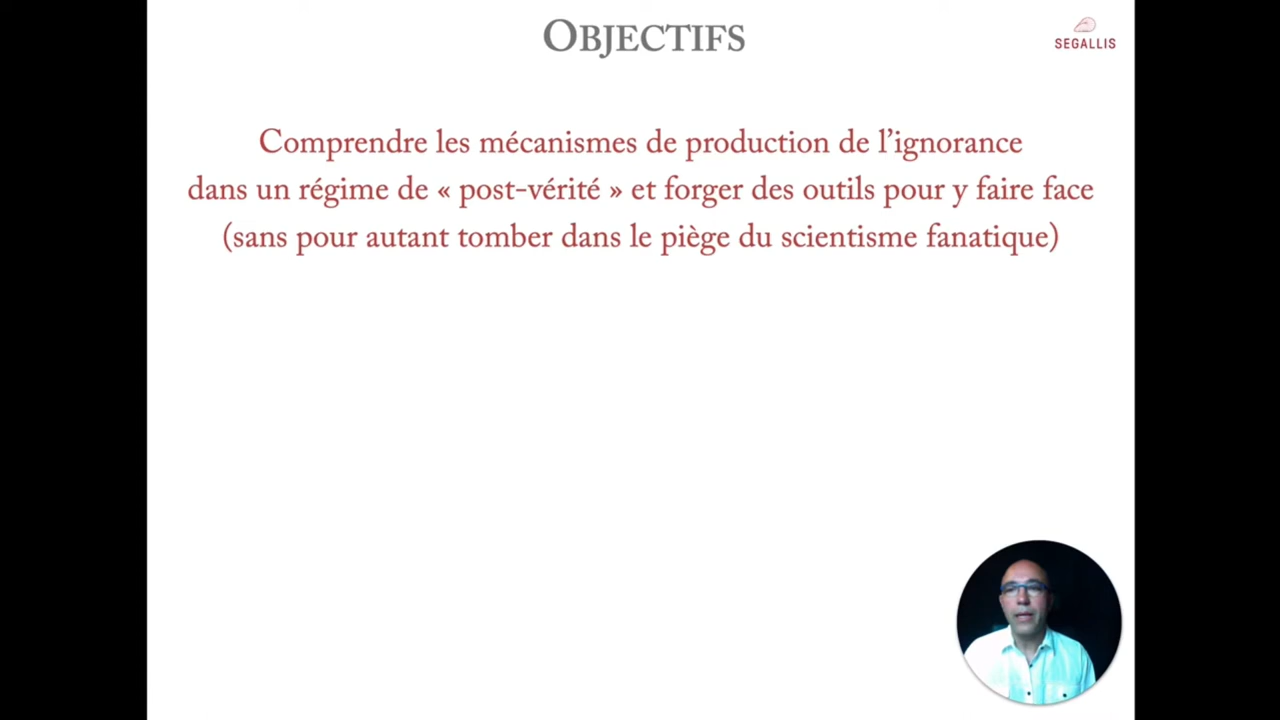 OBJECTIFS
SEGALLIS
Comprendre les mécanismes de production de l’ignorance
dans un régime de « post-vérité » et forger des outils pour y faire face
(sans pour autant tomber dans le piège du scientisme fanatique)